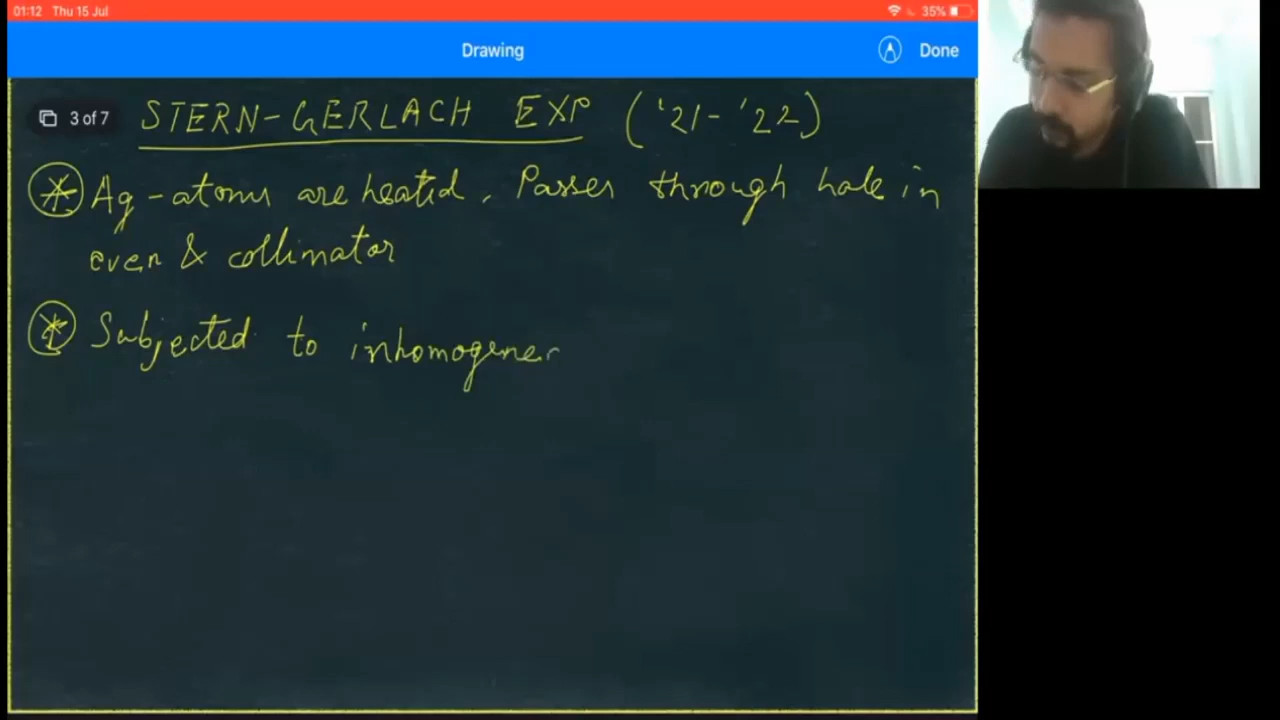 01:12 Thu 15 Jul 35%
Drawing Done
3 of 7 STERN-GERLACH EXP ('21-'22)
Ag-atoms are heated. Passes through hole in
oven & collimator
Subjected to inhomogene